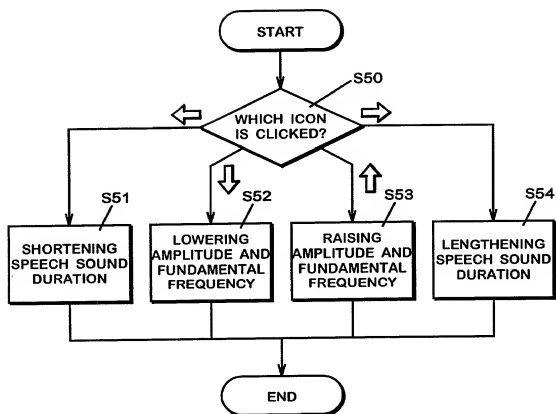 START
S50
WHICH ICON
IS CLICKED?
S51
SHORTENING
SPEECH SOUND
DURATION
S52
LOWERING
AMPLITUDE AND
FUNDAMENTAL
FREQUENCY
S53
RAISING
AMPLITUDE AND
FUNDAMENTAL
FREQUENCY
S54
LENGTHENING
SPEECH SOUND
DURATION
END